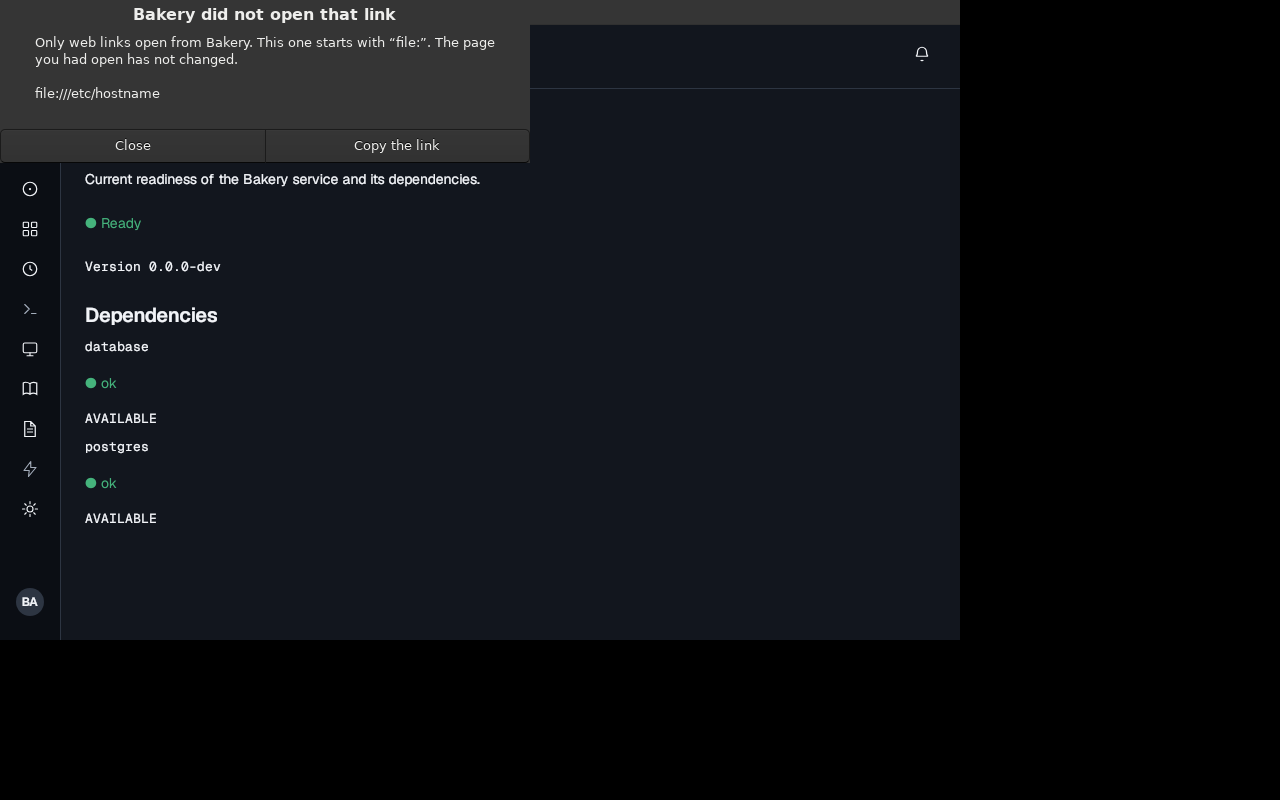 Bakery did not open that link
Only web links open from Bakery. This one starts with “file:”. The page
you had open has not changed.
file:///etc/hostname
Close
Copy the link
Current readiness of the Bakery service and its dependencies.
Ready
Version 0.0.0-dev
Dependencies
database
ok
AVAILABLE
postgres
ok
AVAILABLE
BA